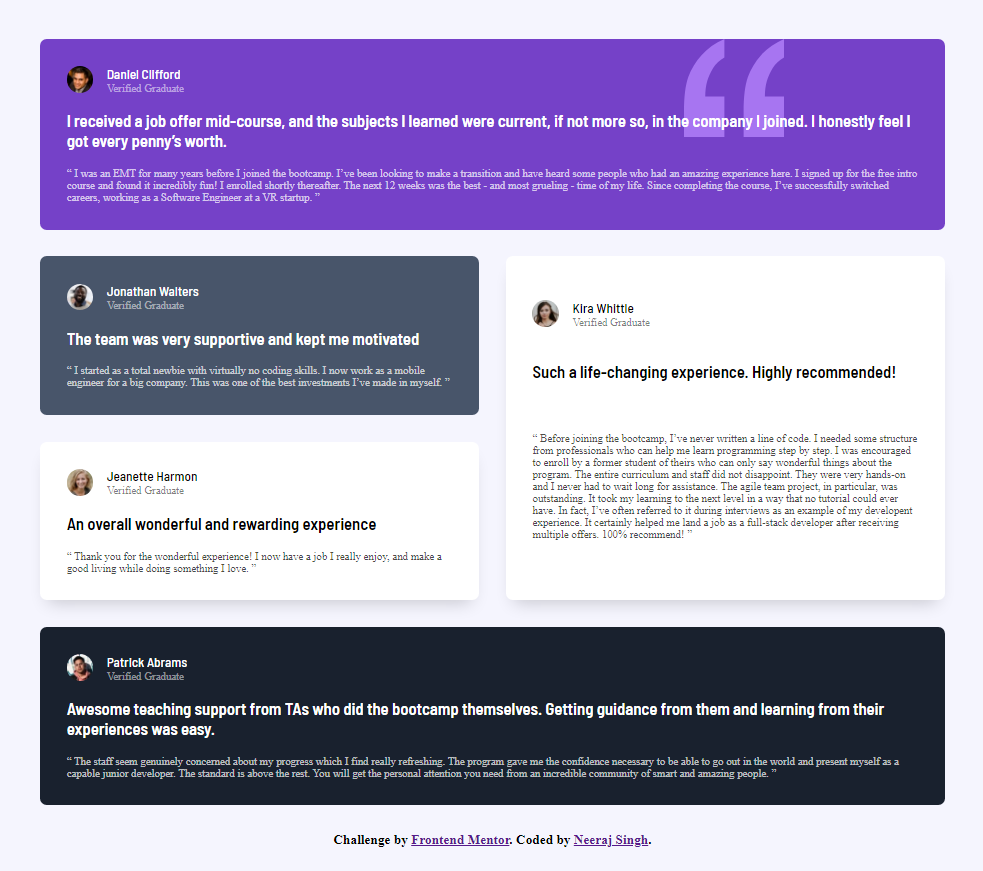 Daniel Clifford
Verified Graduate
I received a job offer mid-course, and the subjects I learned were current, if not more so, in the company I joined. I honestly feel I
got every penny’s worth.
“ I was an EMT for many years before I joined the bootcamp. I’ve been looking to make a transition and have heard some people who had an amazing experience here. I signed up for the free intro
course and found it incredibly fun! I enrolled shortly thereafter. The next 12 weeks was the best - and most grueling - time of my life. Since completing the course, I’ve successfully switched
careers, working as a Software Engineer at a VR startup. ”
Jonathan Walters
Verified Graduate
The team was very supportive and kept me motivated
“ I started as a total newbie with virtually no coding skills. I now work as a mobile
engineer for a big company. This was one of the best investments I’ve made in myself. ”
Kira Whittle
Verified Graduate
Such a life-changing experience. Highly recommended!
“ Before joining the bootcamp, I’ve never written a line of code. I needed some structure
from professionals who can help me learn programming step by step. I was encouraged
to enroll by a former student of theirs who can only say wonderful things about the
program. The entire curriculum and staff did not disappoint. They were very hands-on
and I never had to wait long for assistance. The agile team project, in particular, was
outstanding. It took my learning to the next level in a way that no tutorial could ever
have. In fact, I’ve often referred to it during interviews as an example of my developent
experience. It certainly helped me land a job as a full-stack developer after receiving
multiple offers. 100% recommend! ”
Jeanette Harmon
Verified Graduate
An overall wonderful and rewarding experience
“ Thank you for the wonderful experience! I now have a job I really enjoy, and make a
good living while doing something I love. ”
Patrick Abrams
Verified Graduate
Awesome teaching support from TAs who did the bootcamp themselves. Getting guidance from them and learning from their
experiences was easy.
“ The staff seem genuinely concerned about my progress which I find really refreshing. The program gave me the confidence necessary to be able to go out in the world and present myself as a
capable junior developer. The standard is above the rest. You will get the personal attention you need from an incredible community of smart and amazing people. ”
Challenge by Frontend Mentor. Coded by Neeraj Singh.